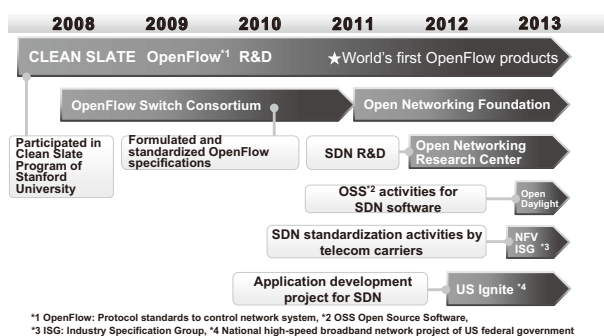 2008 2009 2010 2011 2012 2013
CLEAN SLATE OpenFlow*1 R&D ★World's first OpenFlow products
OpenFlow Switch Consortium
Open Networking Foundation
Participated in
Clean Slate
Program of
Stanford
University
Formulated and
standardized OpenFlow
specifications
SDN R&D
Open Networking
Research Center
OSS*2 activities for
SDN software
Open
Daylight
SDN standardization activities by
telecom carriers
NFV
ISG *3
Application development
project for SDN
US Ignite *4
*1 OpenFlow: Protocol standards to control network system, *2 OSS Open Source Software,
*3 ISG: Industry Specification Group, *4 National high-speed broadband network project of US federal government